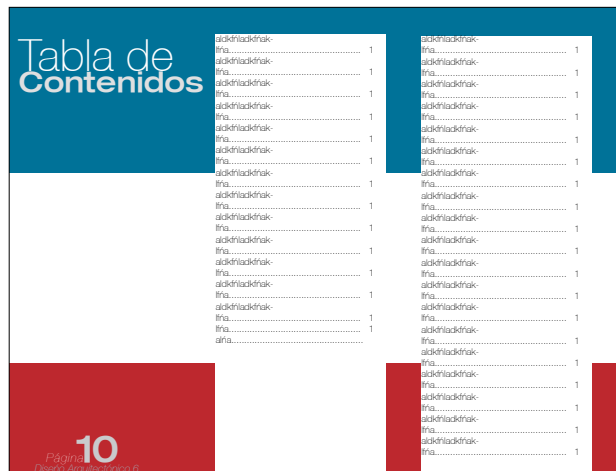 Tabla de
Contenidos
aldkfñladkfñak-
lfña.................................................. 1
aldkfñladkfñak-
lfña.................................................. 1
aldkfñladkfñak-
lfña.................................................. 1
aldkfñladkfñak-
lfña.................................................. 1
aldkfñladkfñak-
lfña.................................................. 1
aldkfñladkfñak-
lfña.................................................. 1
aldkfñladkfñak-
lfña.................................................. 1
aldkfñladkfñak-
lfña.................................................. 1
aldkfñladkfñak-
lfña.................................................. 1
aldkfñladkfñak-
lfña.................................................. 1
aldkfñladkfñak-
lfña.................................................. 1
aldkfñladkfñak-
lfña.................................................. 1
aldkfñladkfñak-
lfña.................................................. 1
lfña.................................................. 1
alña..................................................
aldkfñladkfñak-
lfña.................................................. 1
aldkfñladkfñak-
lfña.................................................. 1
aldkfñladkfñak-
lfña.................................................. 1
aldkfñladkfñak-
lfña.................................................. 1
aldkfñladkfñak-
lfña.................................................. 1
aldkfñladkfñak-
lfña.................................................. 1
aldkfñladkfñak-
lfña.................................................. 1
aldkfñladkfñak-
lfña.................................................. 1
aldkfñladkfñak-
lfña.................................................. 1
aldkfñladkfñak-
lfña.................................................. 1
aldkfñladkfñak-
lfña.................................................. 1
aldkfñladkfñak-
lfña.................................................. 1
aldkfñladkfñak-
lfña.................................................. 1
aldkfñladkfñak-
lfña.................................................. 1
aldkfñladkfñak-
lfña.................................................. 1
aldkfñladkfñak-
lfña.................................................. 1
aldkfñladkfñak-
lfña.................................................. 1
aldkfñladkfñak-
lfña.................................................. 1
aldkfñladkfñak-
lfña.................................................. 1
Página10
Diseño Arquitectónico 6